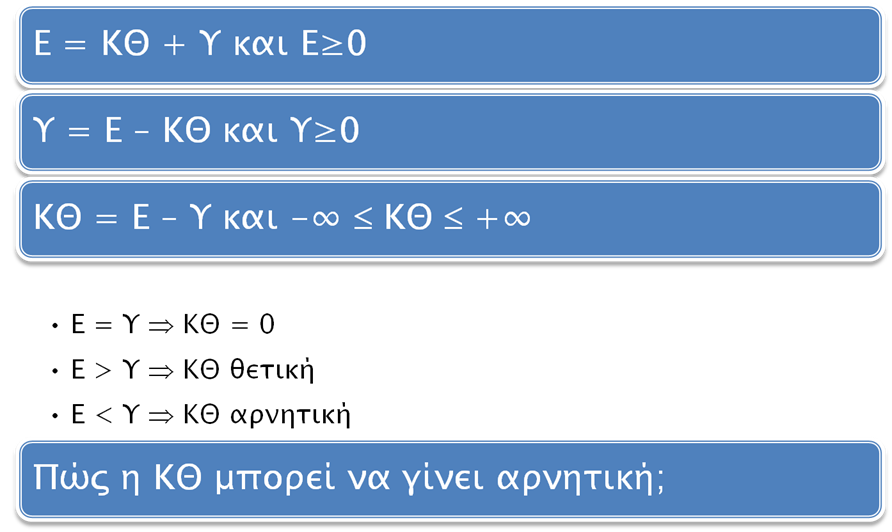 Ε = ΚΘ + Υ και Ε≥0
Υ = Ε – ΚΘ και Υ≥0
ΚΘ = Ε – Υ και –∞ ≤ ΚΘ ≤ +∞
• Ε = Υ ⇒ ΚΘ = 0
• Ε > Υ ⇒ ΚΘ θετική
• Ε < Υ ⇒ ΚΘ αρνητική
Πώς η ΚΘ μπορεί να γίνει αρνητική;